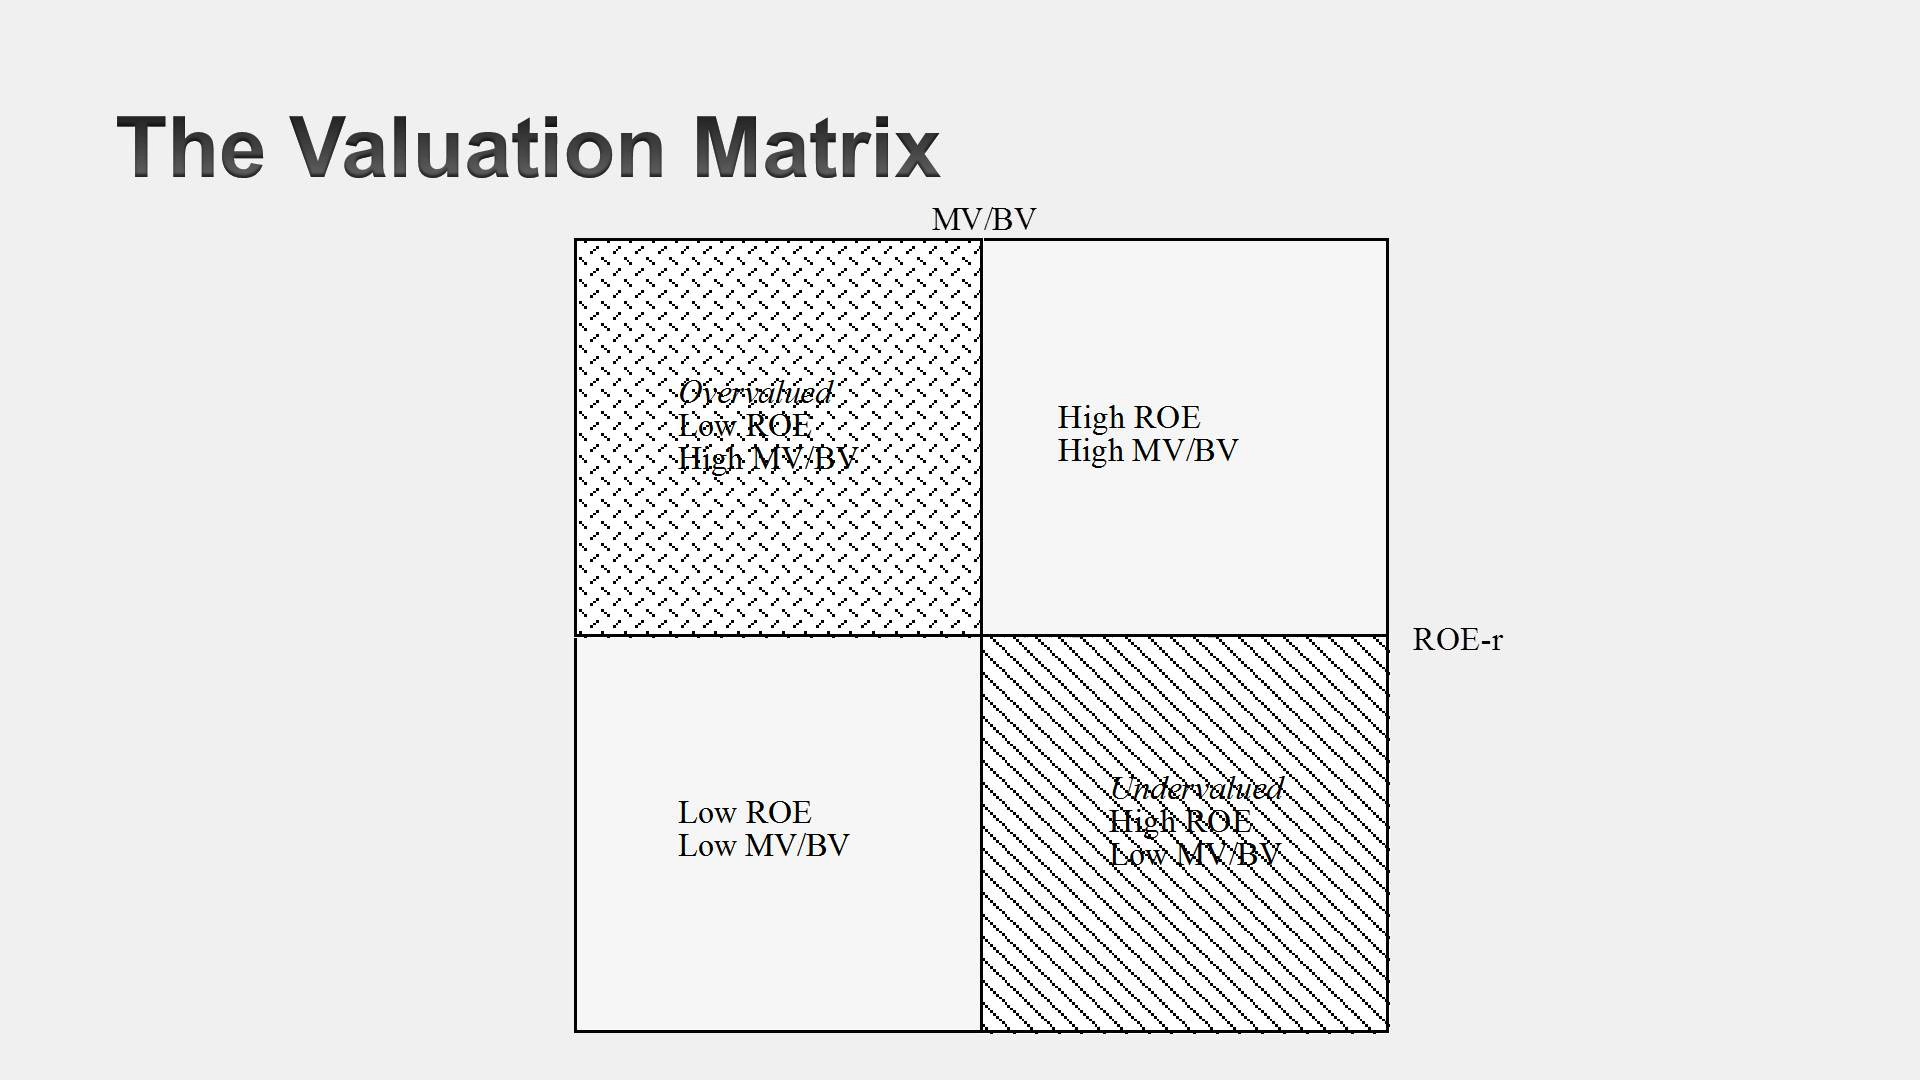 The Valuation Matrix
MV/BV
Overvalued
Low ROE
High MV/BV
High ROE
High MV/BV
ROE-r
Low ROE
Low MV/BV
Undervalued
High ROE
Low MV/BV